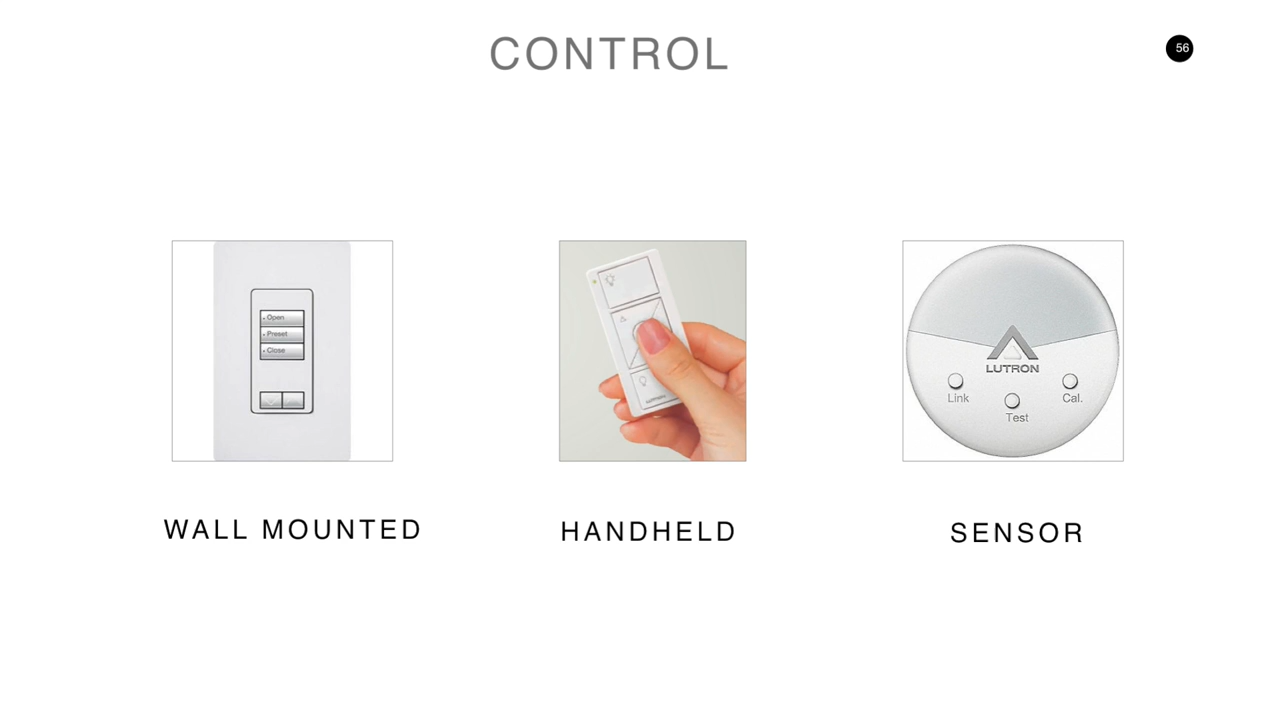 CONTROL
56
Open
Preset
Close
LUTRON
Link
Cal.
Test
WALL MOUNTED
HANDHELD
SENSOR